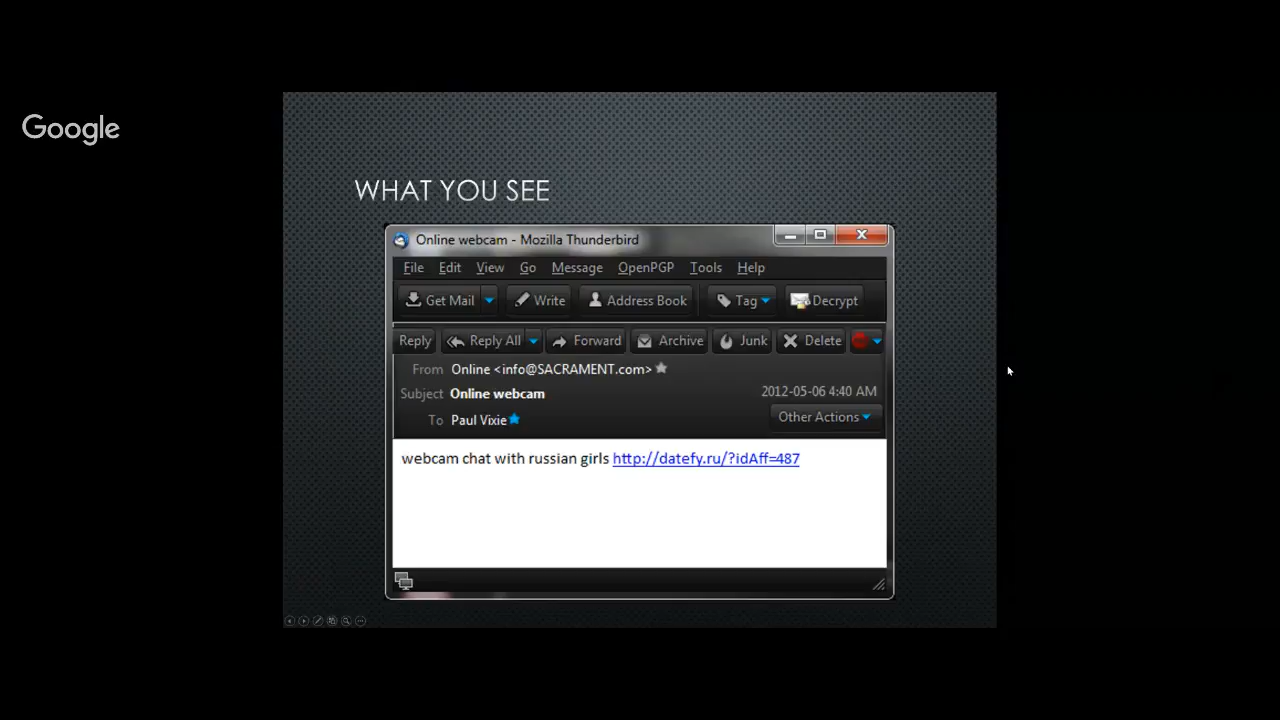 Google
WHAT YOU SEE
Online webcam - Mozilla Thunderbird
File Edit View Go Message OpenPGP Tools Help
Get Mail Write Address Book Tag Decrypt
Reply Reply All Forward Archive Junk Delete
From Online <info@SACRAMENT.com>
Subject Online webcam 2012-05-06 4:40 AM
To Paul Vixie Other Actions
webcam chat with russian girls http://datefy.ru/?idAff=487